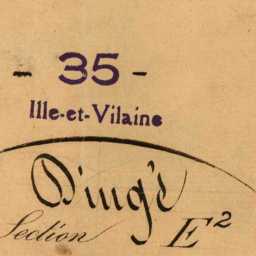 - 35 -
Ille-et-Vilaine
Dingé
Section E²